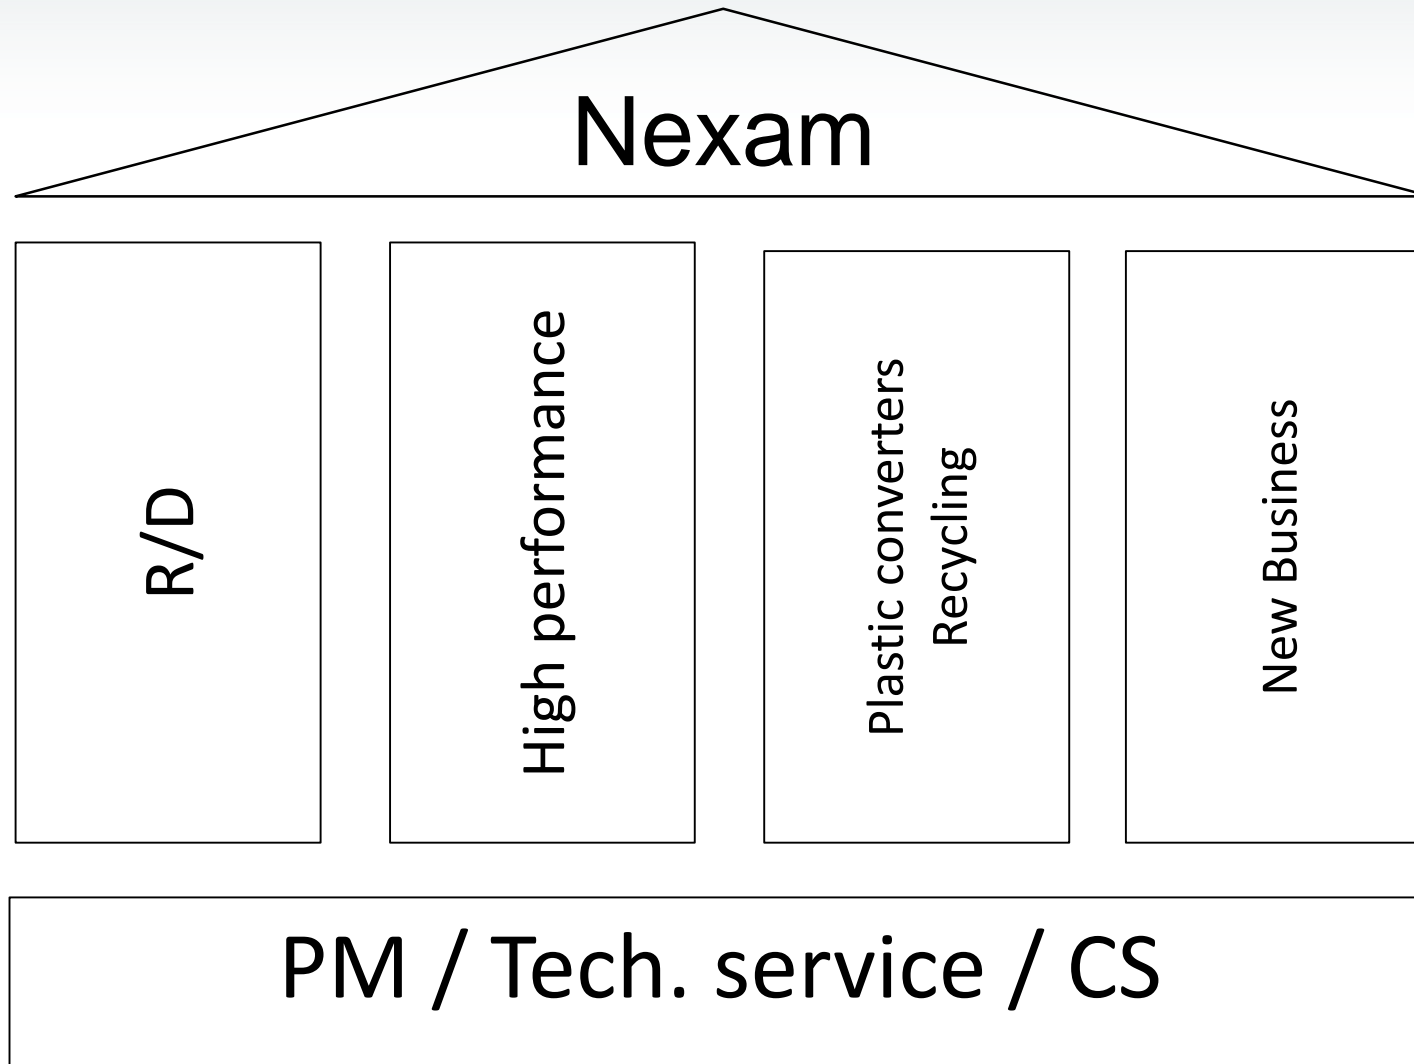 Nexam
R/D
High performance
Plastic converters
Recycling
New Business
PM / Tech. service / CS